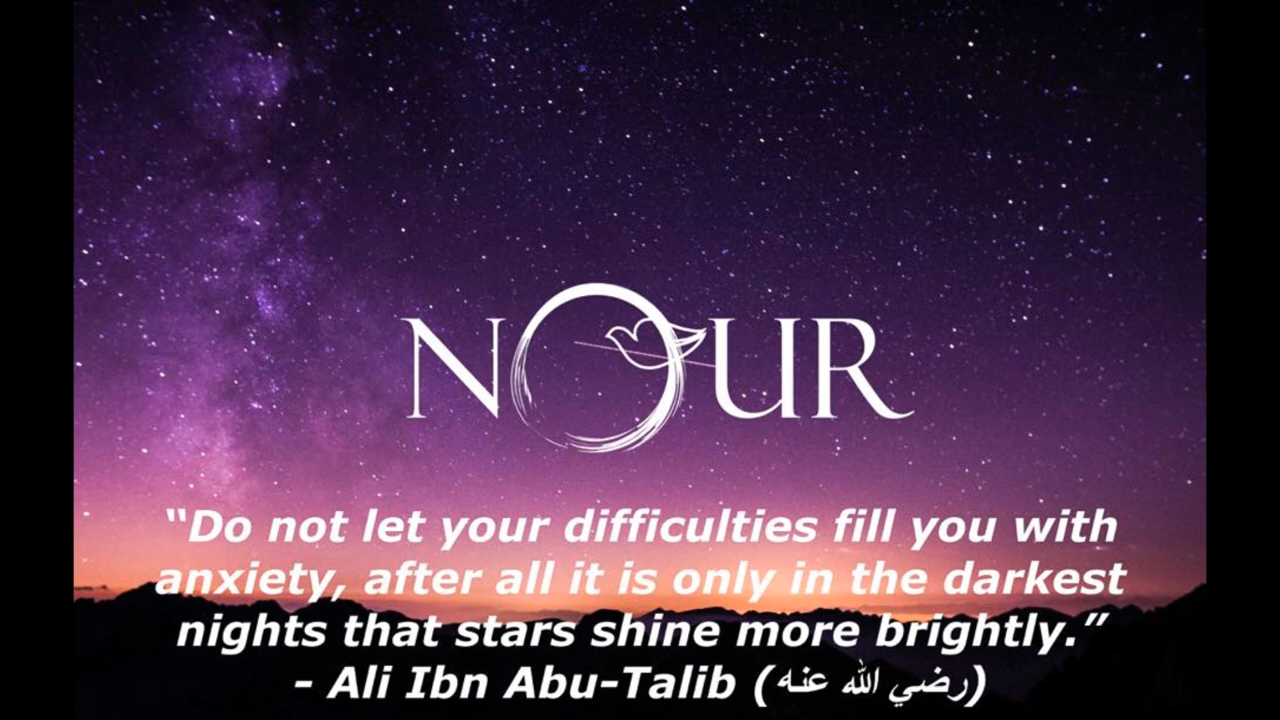 NOUR
“Do not let your difficulties fill you with
anxiety, after all it is only in the darkest
nights that stars shine more brightly.”
- Ali Ibn Abu-Talib (رضي الله عنه)